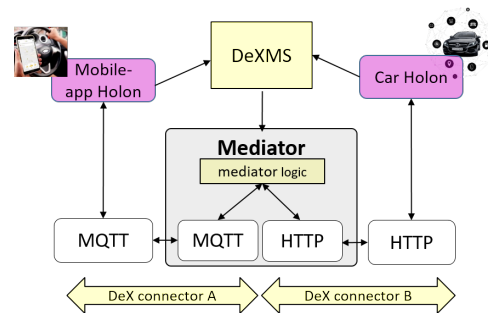 DeXMS
Mobile-
app Holon
Car Holon
Mediator
mediator logic
MQTT
MQTT
HTTP
HTTP
DeX connector A
DeX connector B